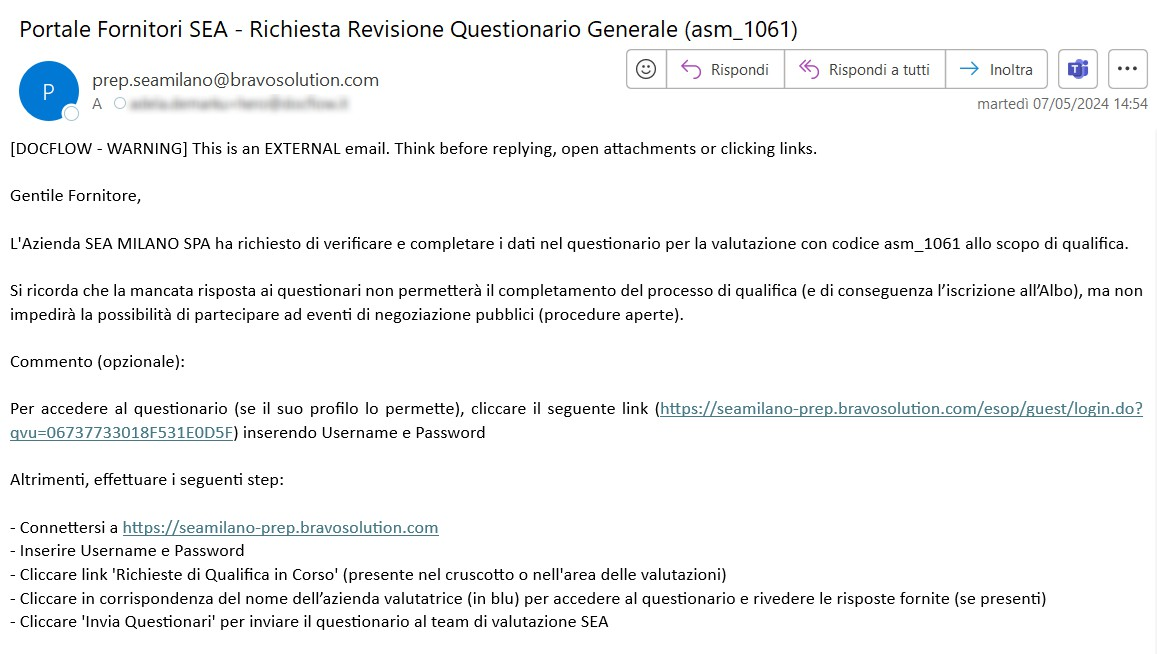 Portale Fornitori SEA - Richiesta Revisione Questionario Generale (asm_1061)
P
prep.seamilano@bravosolution.com
Rispondi
Rispondi a tutti
Inoltra
A
martedì 07/05/2024 14:54
[DOCFLOW - WARNING] This is an EXTERNAL email. Think before replying, open attachments or clicking links.
Gentile Fornitore,
L'Azienda SEA MILANO SPA ha richiesto di verificare e completare i dati nel questionario per la valutazione con codice asm_1061 allo scopo di qualifica.
Si ricorda che la mancata risposta ai questionari non permetterà il completamento del processo di qualifica (e di conseguenza l’iscrizione all’Albo), ma non
impedirà la possibilità di partecipare ad eventi di negoziazione pubblici (procedure aperte).
Commento (opzionale):
Per accedere al questionario (se il suo profilo lo permette), cliccare il seguente link (https://seamilano-prep.bravosolution.com/esop/guest/login.do?
qvu=06737733018F531E0D5F) inserendo Username e Password
Altrimenti, effettuare i seguenti step:
- Connettersi a https://seamilano-prep.bravosolution.com
- Inserire Username e Password
- Cliccare link 'Richieste di Qualifica in Corso' (presente nel cruscotto o nell'area delle valutazioni)
- Cliccare in corrispondenza del nome dell’azienda valutatrice (in blu) per accedere al questionario e rivedere le risposte fornite (se presenti)
- Cliccare 'Invia Questionari' per inviare il questionario al team di valutazione SEA